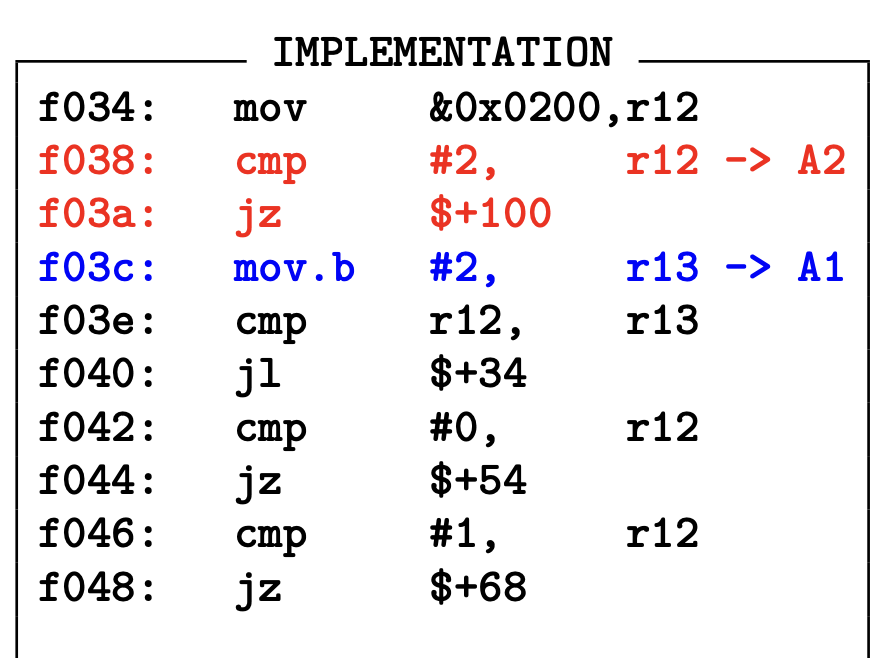 IMPLEMENTATION
f034: mov &0x0200,r12
f038: cmp #2, r12 -> A2
f03a: jz $+100
f03c: mov.b #2, r13 -> A1
f03e: cmp r12, r13
f040: jl $+34
f042: cmp #0, r12
f044: jz $+54
f046: cmp #1, r12
f048: jz $+68